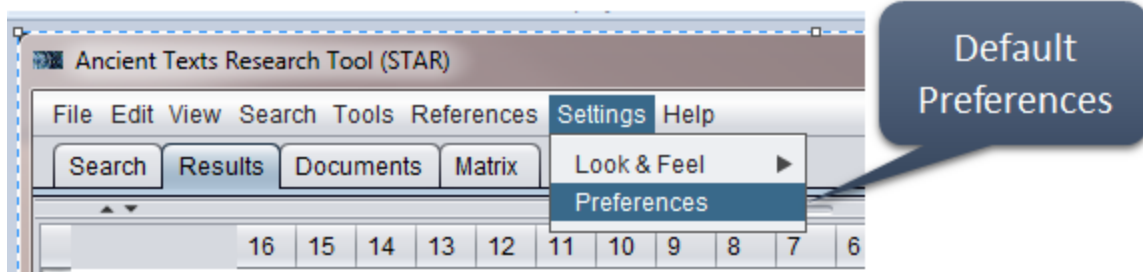 Ancient Texts Research Tool (STAR)
File Edit View Search Tools References Settings Help
Search Results Documents Matrix
Look & Feel
Preferences
16 15 14 13 12 11 10 9 8 7 6
Default
Preferences